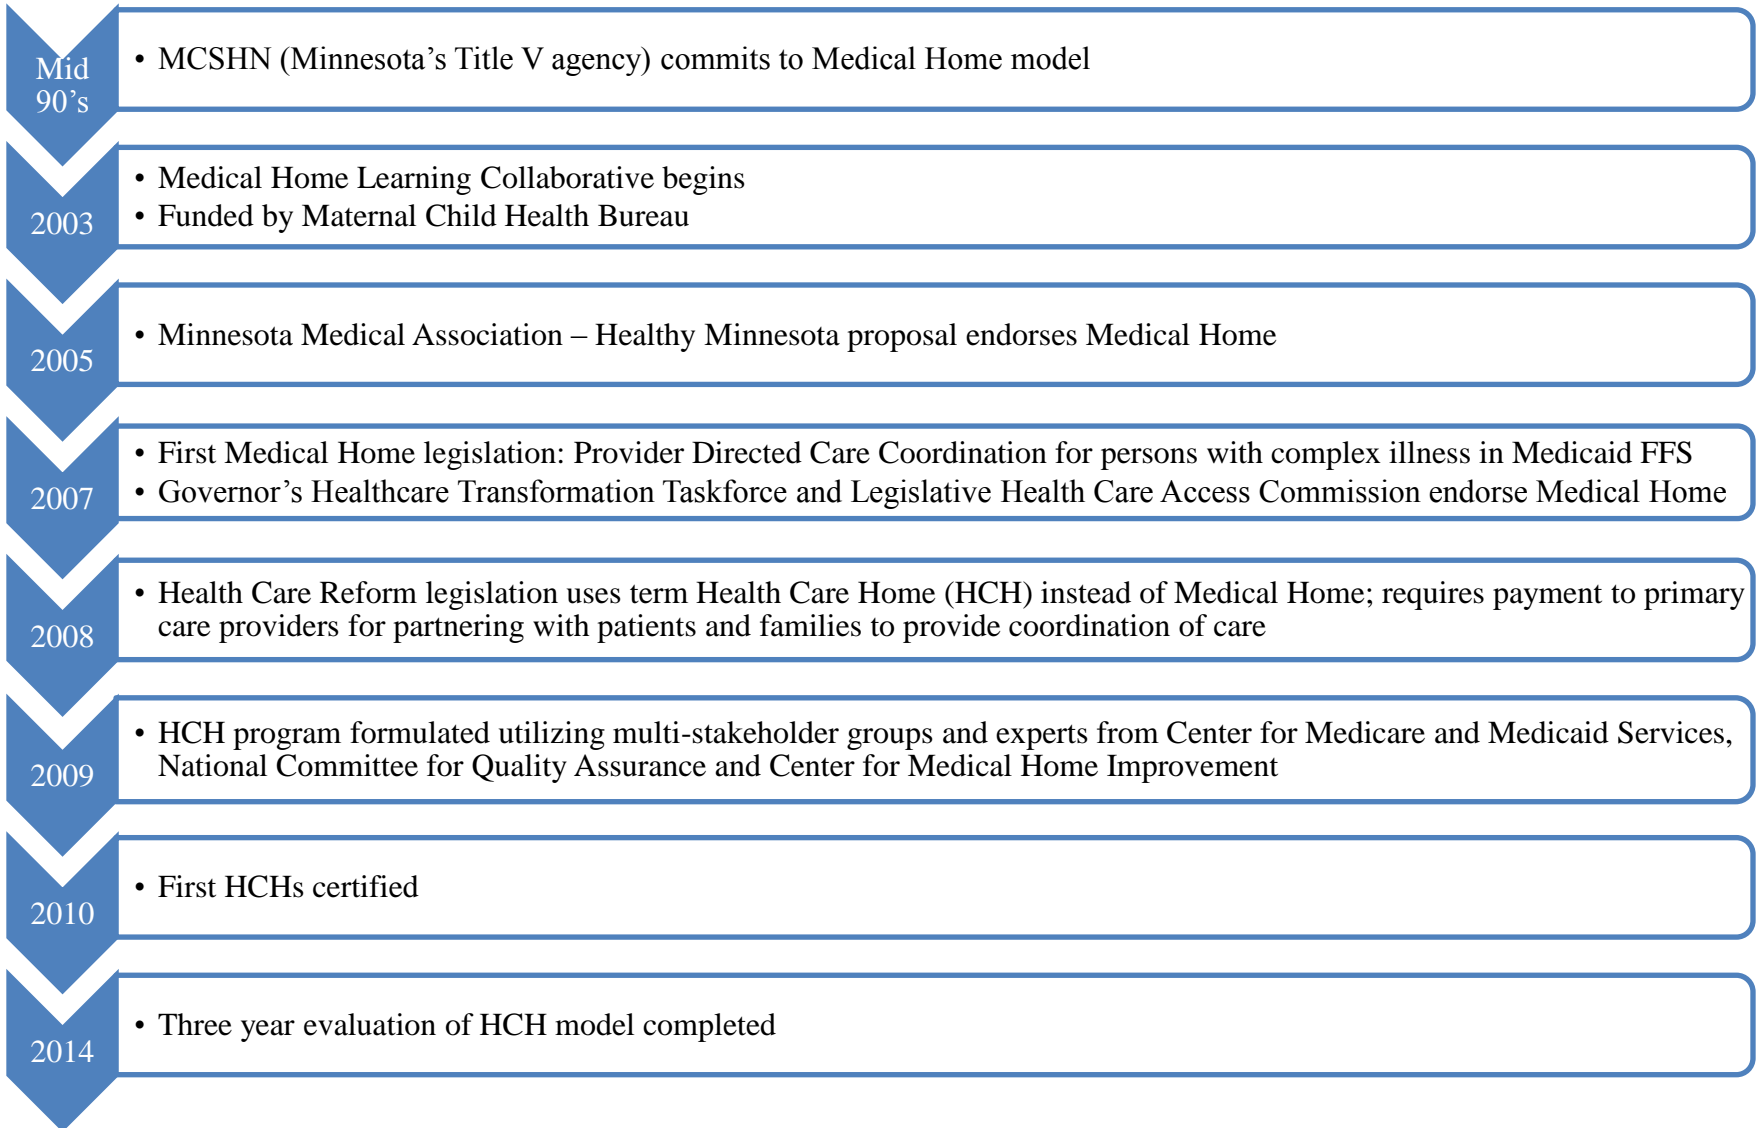 Mid
90’s
• MCSHN (Minnesota’s Title V agency) commits to Medical Home model
2003
• Medical Home Learning Collaborative begins
• Funded by Maternal Child Health Bureau
2005
• Minnesota Medical Association – Healthy Minnesota proposal endorses Medical Home
2007
• First Medical Home legislation: Provider Directed Care Coordination for persons with complex illness in Medicaid FFS
• Governor’s Healthcare Transformation Taskforce and Legislative Health Care Access Commission endorse Medical Home
2008
• Health Care Reform legislation uses term Health Care Home (HCH) instead of Medical Home; requires payment to primary
care providers for partnering with patients and families to provide coordination of care
2009
• HCH program formulated utilizing multi-stakeholder groups and experts from Center for Medicare and Medicaid Services,
National Committee for Quality Assurance and Center for Medical Home Improvement
2010
• First HCHs certified
2014
• Three year evaluation of HCH model completed